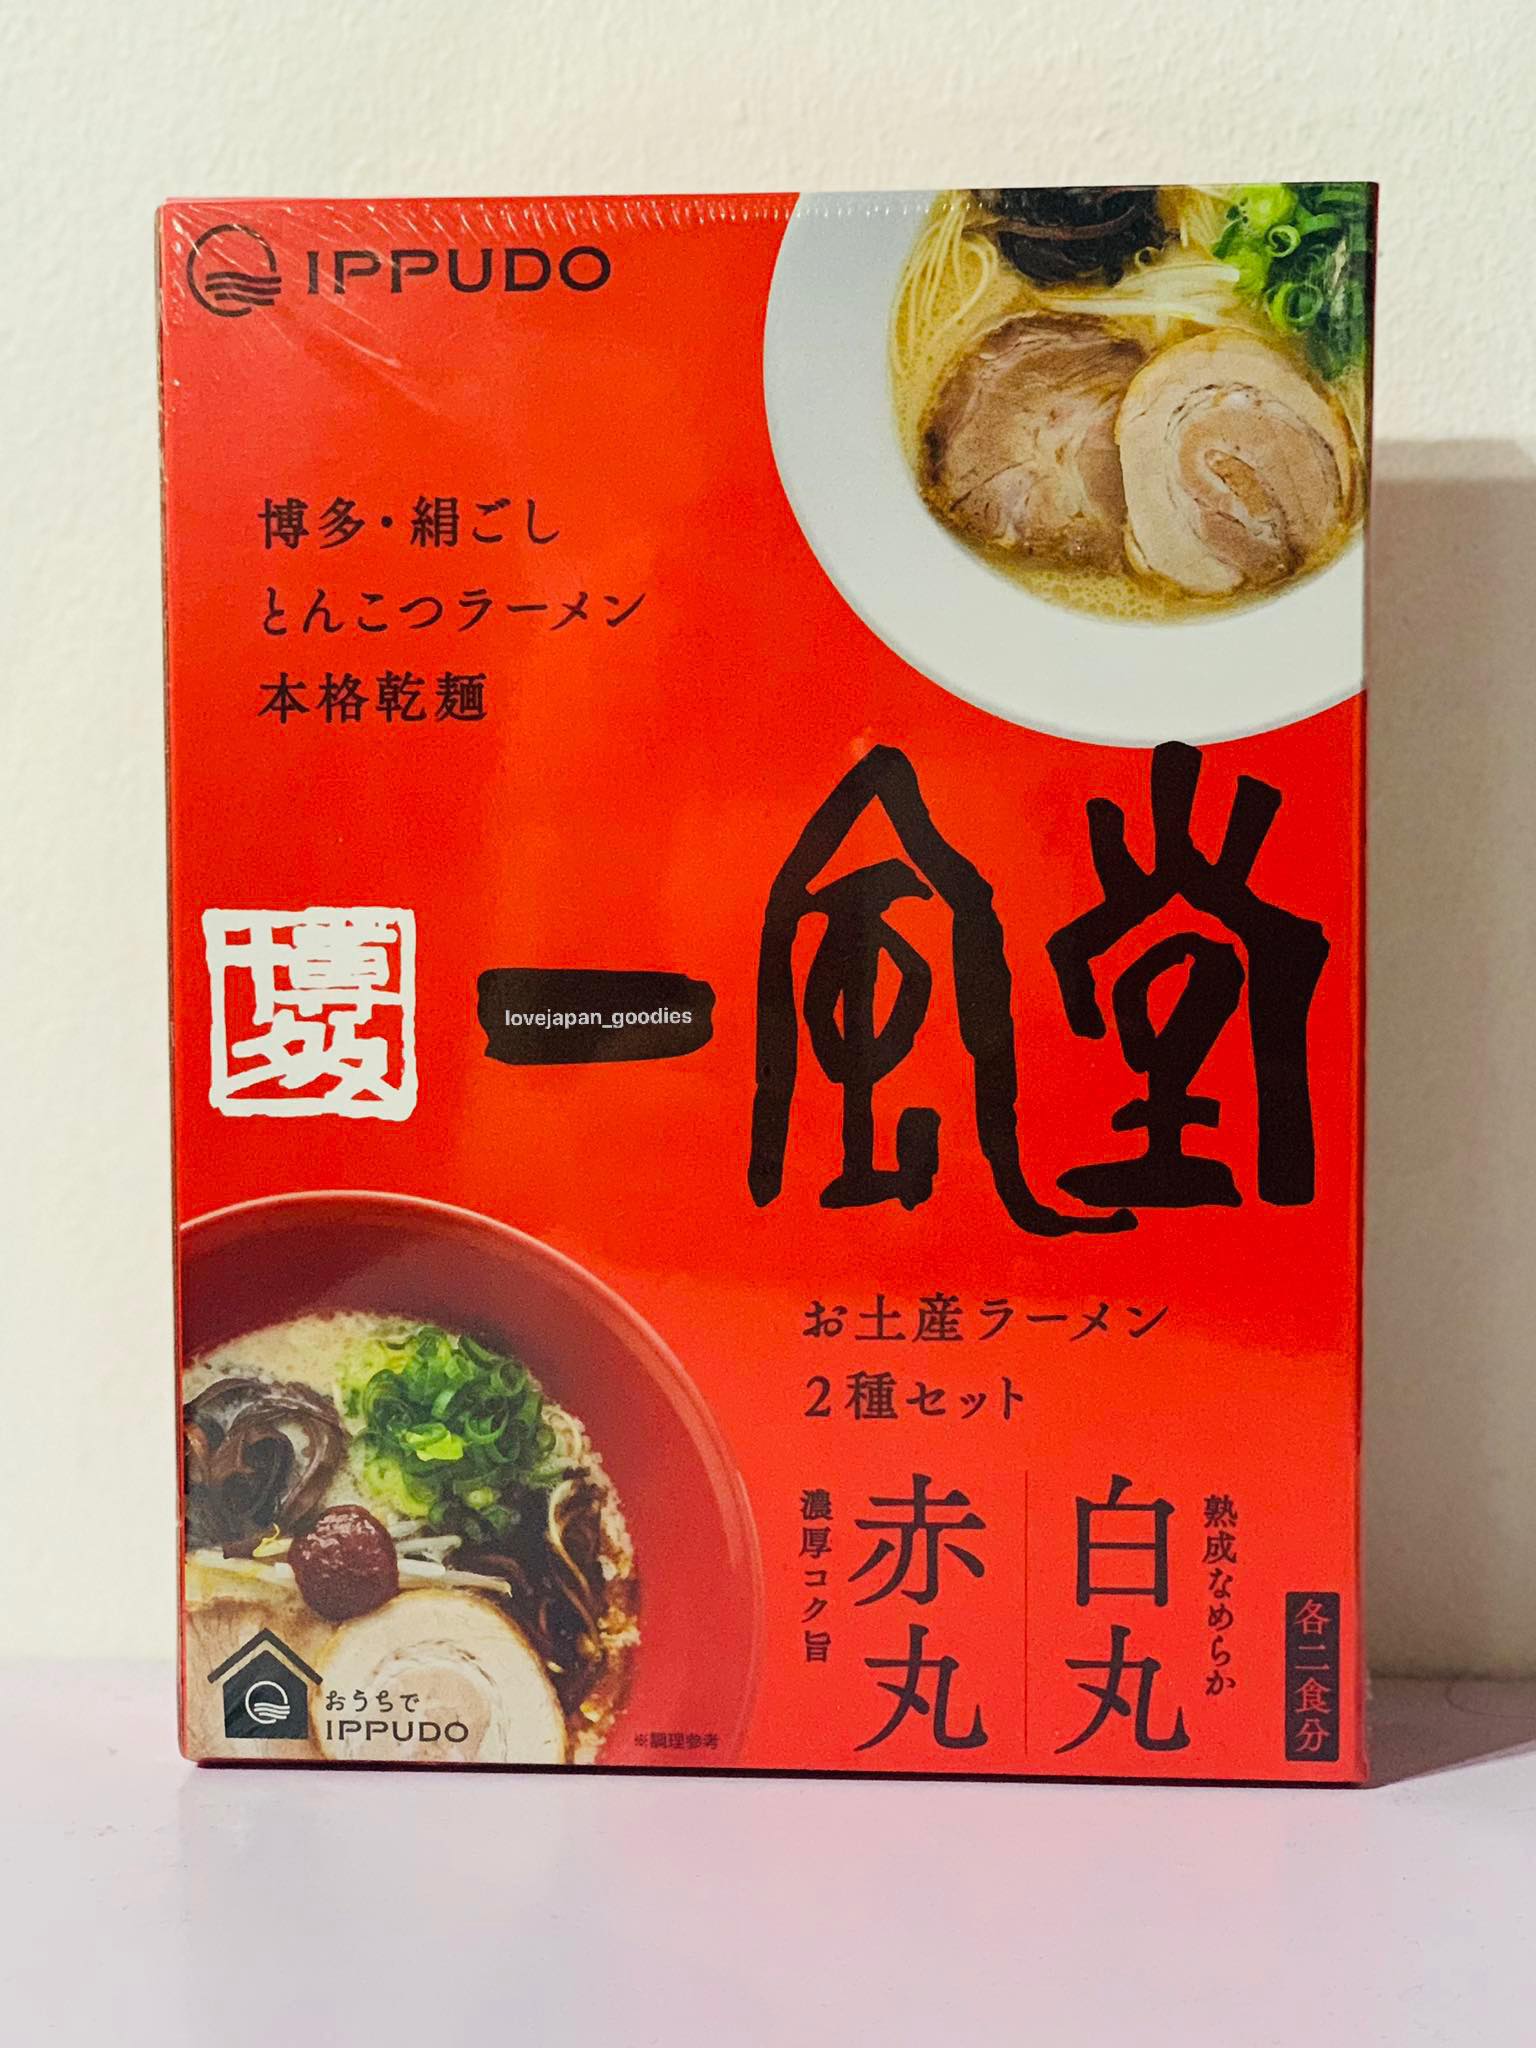 IPPUDO
博多・絹ごし
とんこつラーメン
本格乾麺
博多
一風堂
lovejapan_goodies
お土産ラーメン
2種セット
熟成なめらか
白丸
赤丸
濃厚コク旨
各二食分
おうちで
IPPUDO
※調理参考